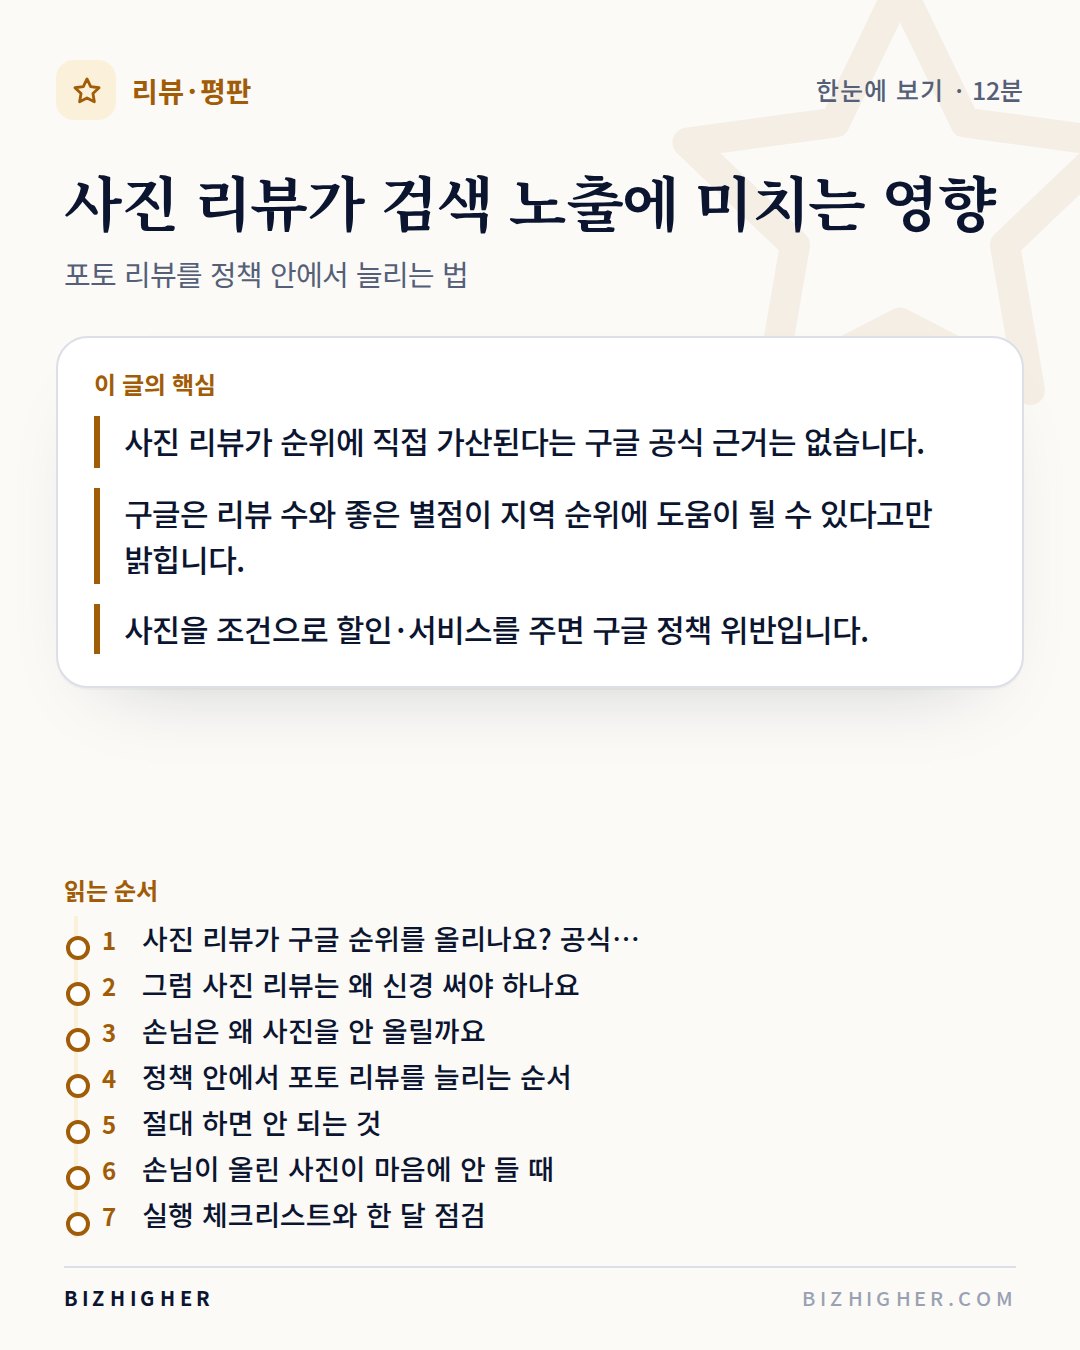 리뷰·평판
한눈에 보기 · 12분
사진 리뷰가 검색 노출에 미치는 영향
포토 리뷰를 정책 안에서 늘리는 법
이 글의 핵심
사진 리뷰가 순위에 직접 가산된다는 구글 공식 근거는 없습니다.
구글은 리뷰 수와 좋은 별점이 지역 순위에 도움이 될 수 있다고만
밝힙니다.
사진을 조건으로 할인·서비스를 주면 구글 정책 위반입니다.
읽는 순서
1 사진 리뷰가 구글 순위를 올리나요? 공식…
2 그럼 사진 리뷰는 왜 신경 써야 하나요
3 손님은 왜 사진을 안 올릴까요
4 정책 안에서 포토 리뷰를 늘리는 순서
5 절대 하면 안 되는 것
6 손님이 올린 사진이 마음에 안 들 때
7 실행 체크리스트와 한 달 점검
BIZHIGHER
BIZHIGHER.COM